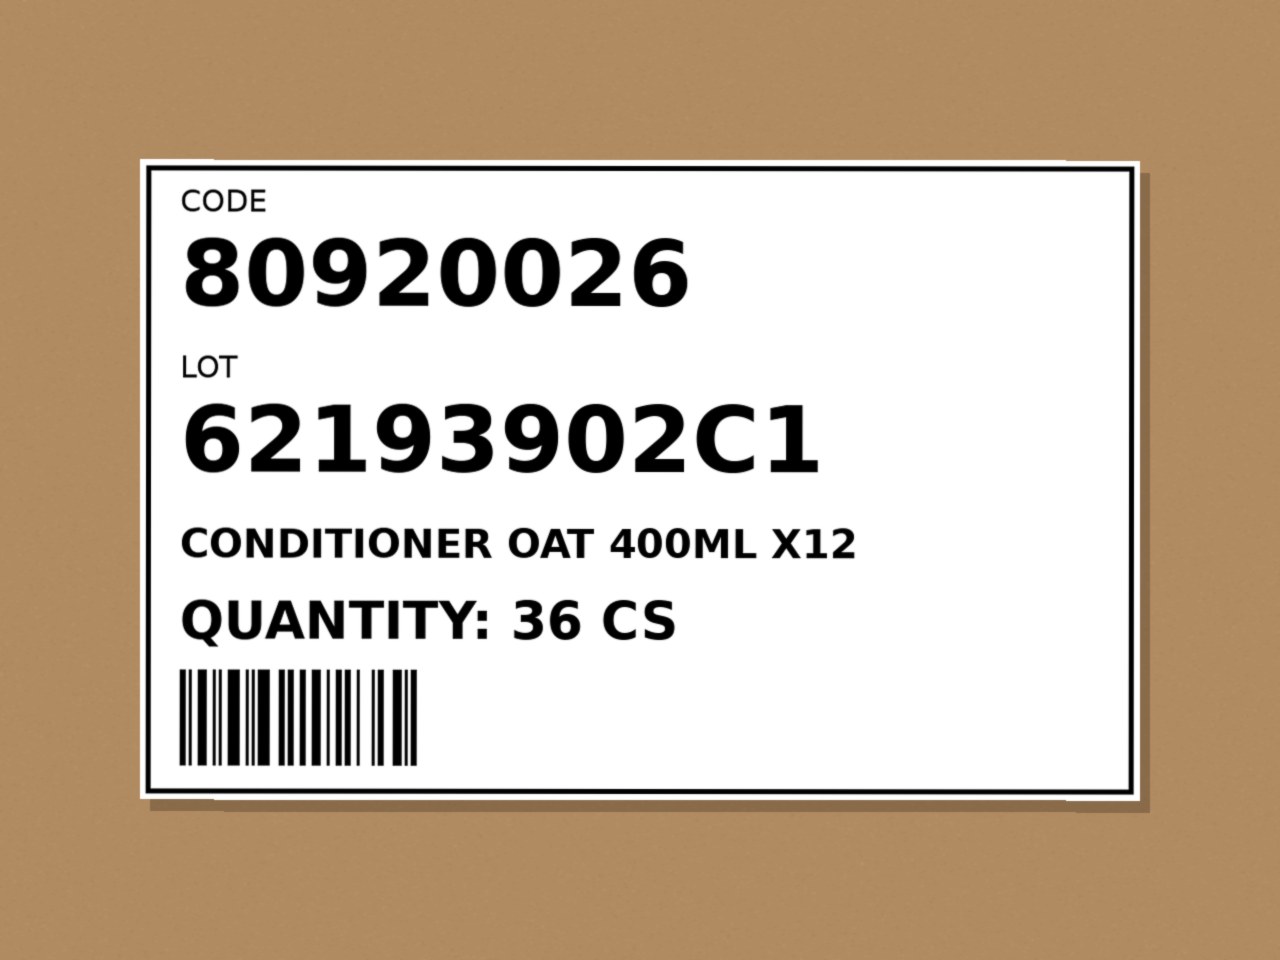 CODE
80920026
LOT
62193902C1
CONDITIONER OAT 400ML X12
QUANTITY: 36 CS